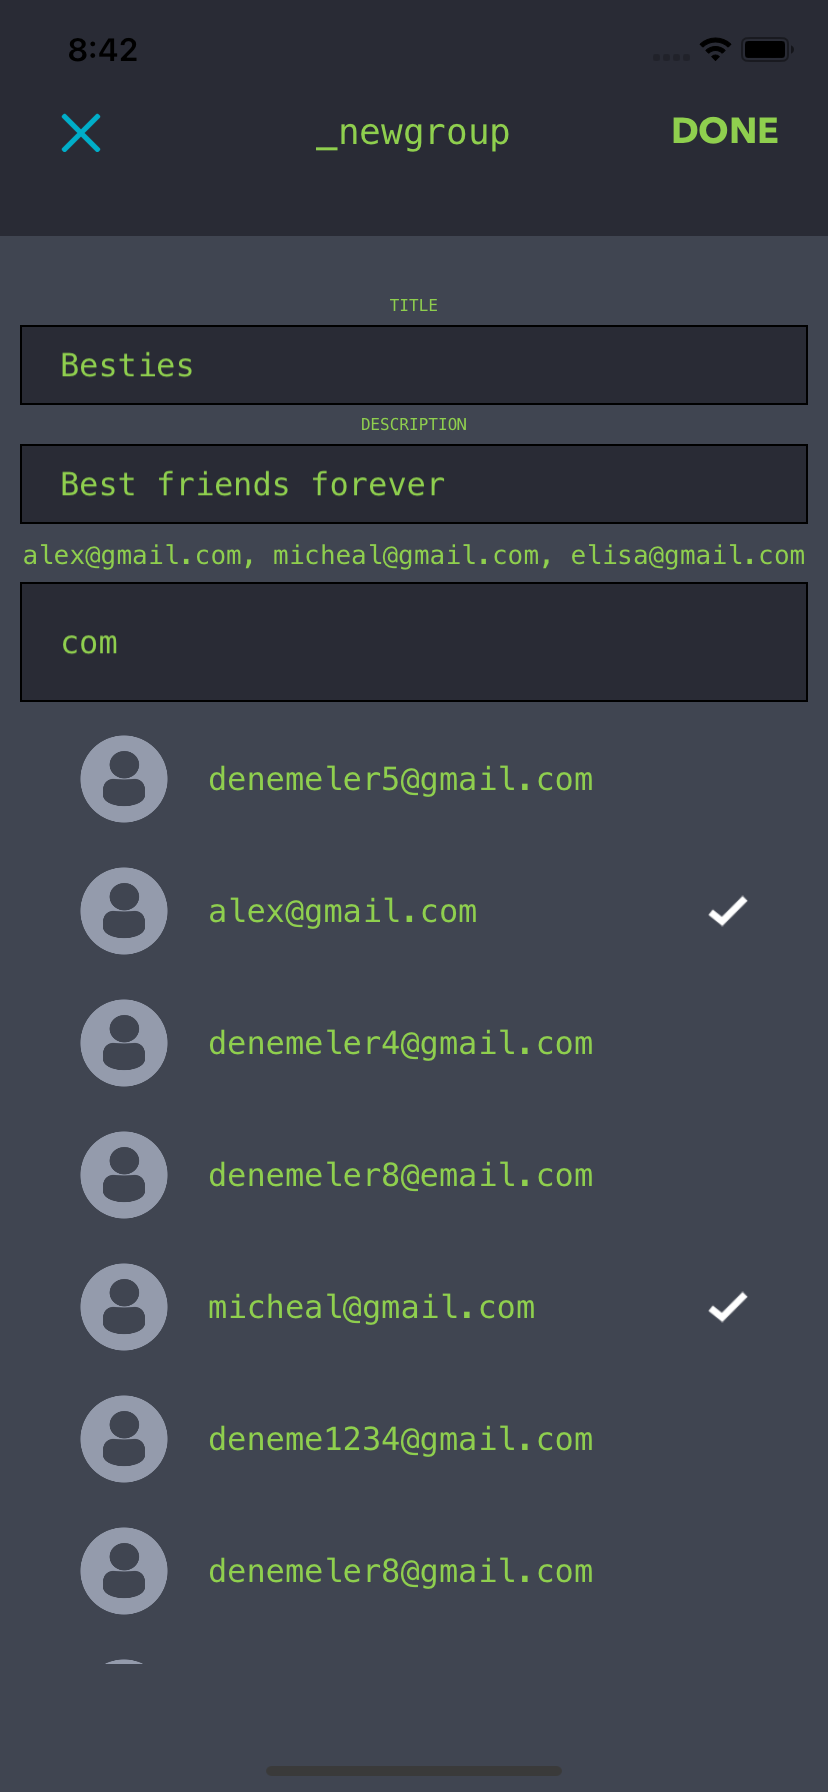 8:42
_newgroup DONE
TITLE
Besties
DESCRIPTION
Best friends forever
alex@gmail.com, micheal@gmail.com, elisa@gmail.com
com
denemeler5@gmail.com
alex@gmail.com
denemeler4@gmail.com
denemeler8@email.com
micheal@gmail.com
deneme1234@gmail.com
denemeler8@gmail.com